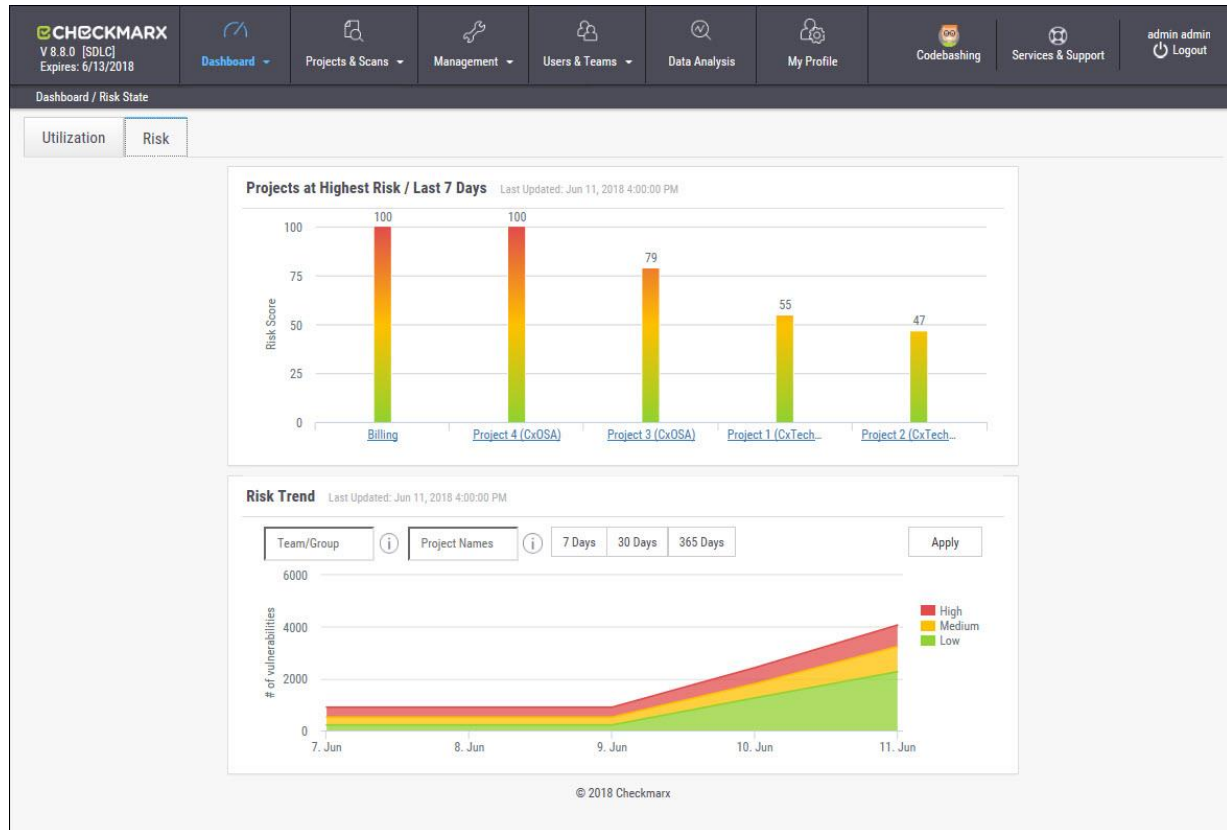 CHECKMARX
V 8.8.0 [SDLC]
Expires: 6/13/2018
Dashboard
Projects & Scans
Management
Users & Teams
Data Analysis
My Profile
Codebashing
Services & Support
admin admin
Logout
Dashboard / Risk State
Utilization
Risk
Projects at Highest Risk / Last 7 Days Last Updated: Jun 11, 2018 4:00:00 PM
Risk Score
100
75
50
25
0
100
100
79
55
47
Billing
Project 4 (CxOSA)
Project 3 (CxOSA)
Project 1 (CxTech...
Project 2 (CxTech...
Risk Trend Last Updated: Jun 11, 2018 4:00:00 PM
Team/Group
i
Project Names
i
7 Days
30 Days
365 Days
Apply
# of vulnerabilities
6000
4000
2000
0
7. Jun
8. Jun
9. Jun
10. Jun
11. Jun
High
Medium
Low
© 2018 Checkmarx